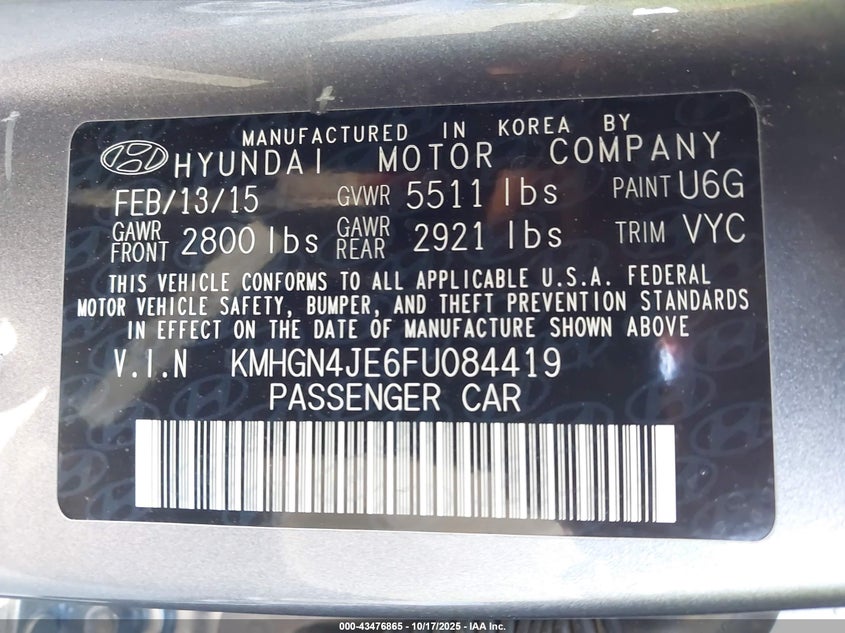 MANUFACTURED IN KOREA BY
HYUNDAI MOTOR COMPANY
FEB/13/15 GVWR 5511 lbs PAINT U6G
GAWR FRONT 2800 lbs GAWR REAR 2921 lbs TRIM VYC
THIS VEHICLE CONFORMS TO ALL APPLICABLE U.S.A. FEDERAL
MOTOR VEHICLE SAFETY, BUMPER, AND THEFT PREVENTION STANDARDS
IN EFFECT ON THE DATE OF MANUFACTURE SHOWN ABOVE
V.I.N KMHGN4JE6FU084419
PASSENGER CAR
000-43476865 - 10/17/2025 - IAA Inc.